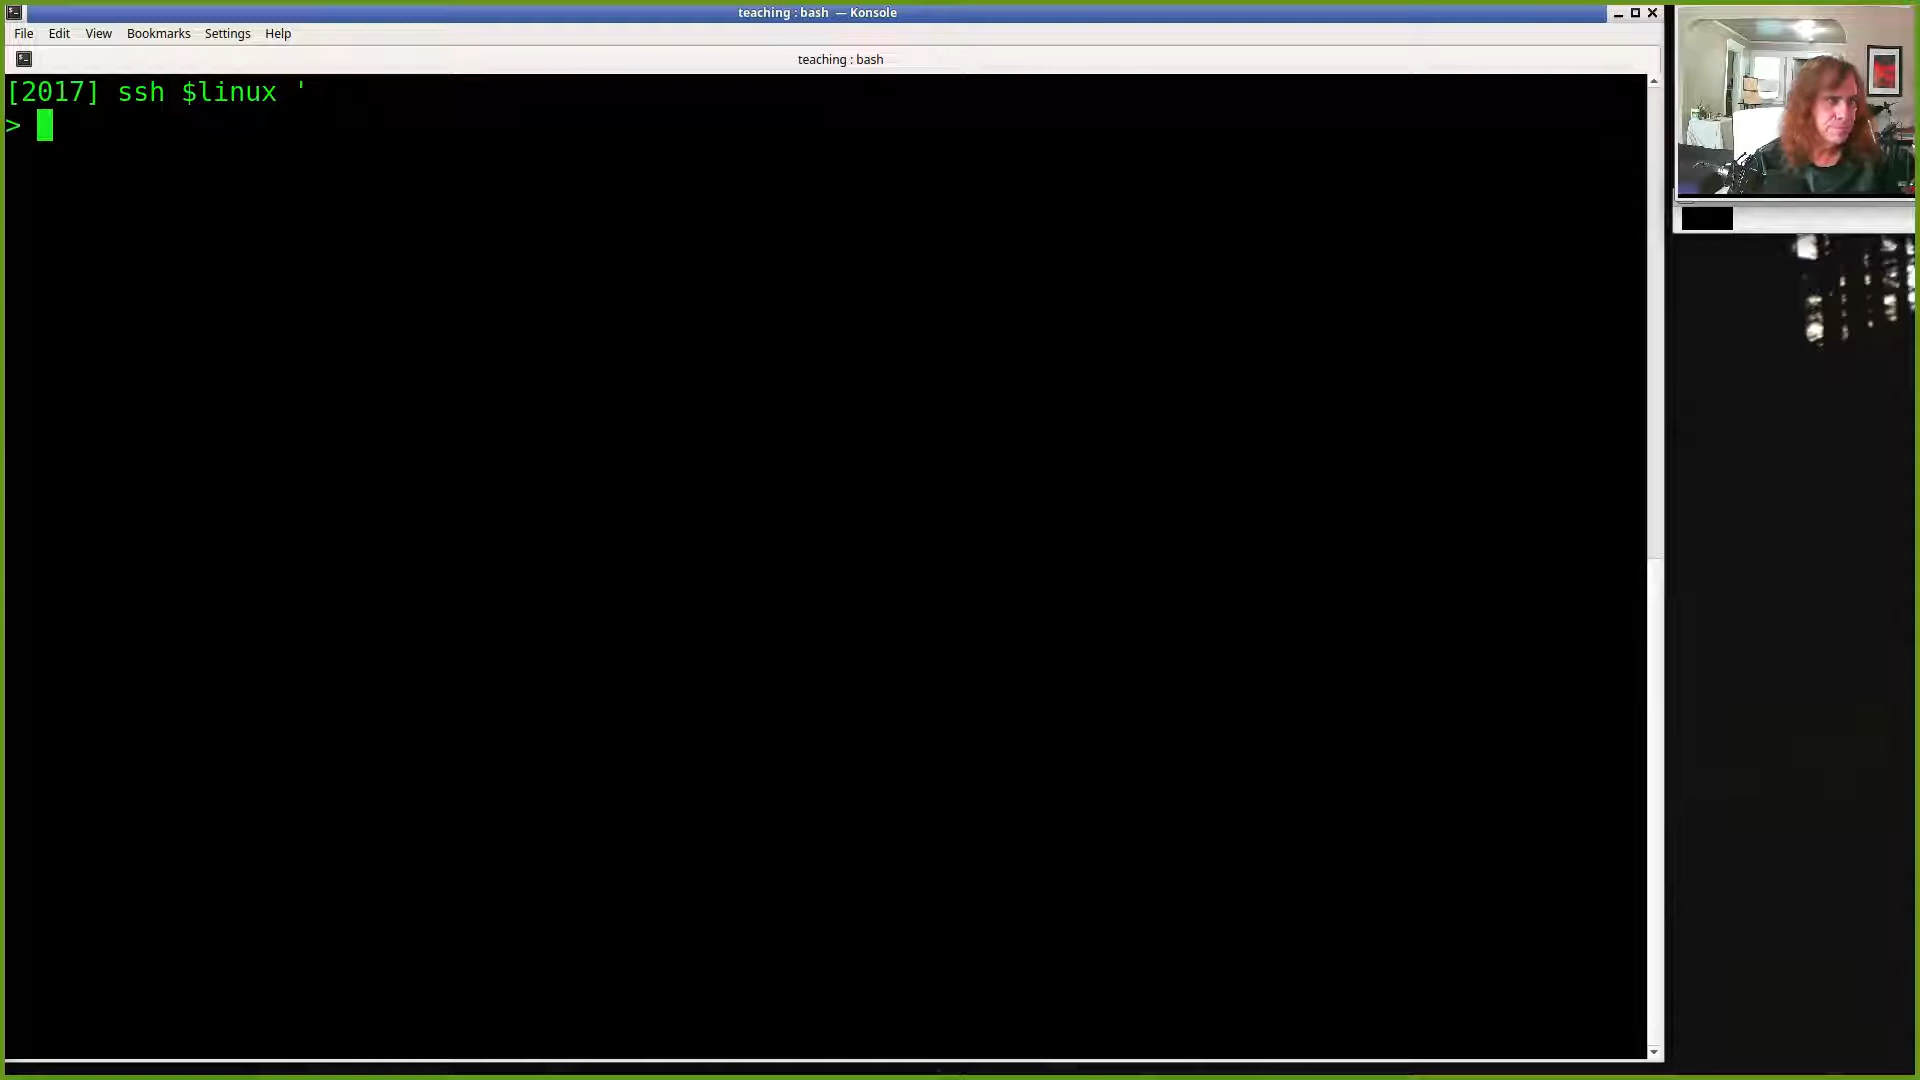 teaching : bash — Konsole
File Edit View Bookmarks Settings Help
teaching : bash
[2017] ssh $linux '
>